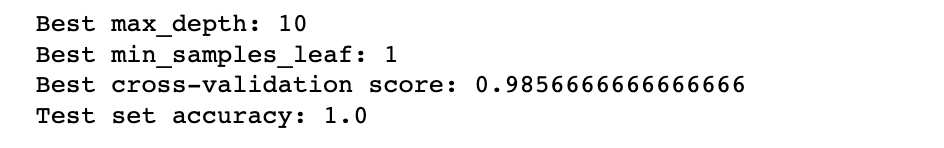 Best max_depth: 10
Best min_samples_leaf: 1
Best cross-validation score: 0.9856666666666666
Test set accuracy: 1.0